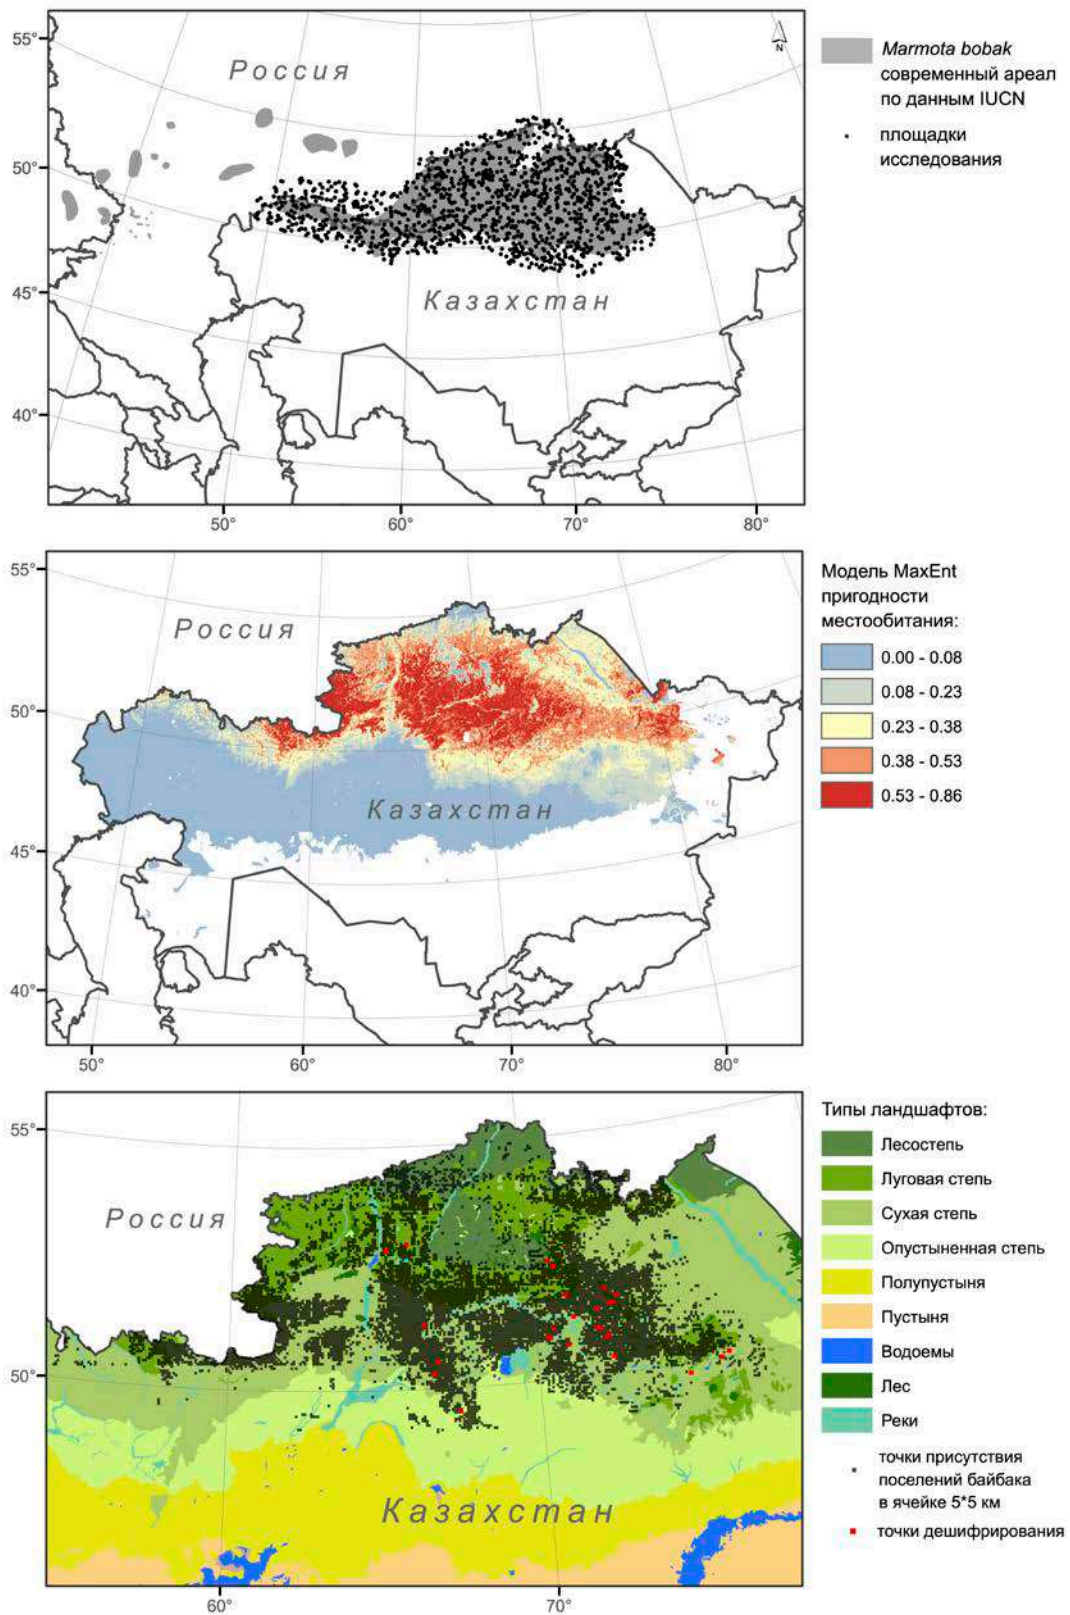 55°
50°
45°
40°
50°
60°
70°
80°
Россия
Казахстан
N
Marmota bobak
современный ареал
по данным IUCN
площадки
исследования
55°
50°
45°
40°
50°
60°
70°
80°
Россия
Казахстан
Модель MaxEnt
пригодности
местообитания:
0.00 - 0.08
0.08 - 0.23
0.23 - 0.38
0.38 - 0.53
0.53 - 0.86
55°
50°
60°
70°
Россия
Казахстан
Типы ландшафтов:
Лесостепь
Луговая степь
Сухая степь
Опустыненная степь
Полупустыня
Пустыня
Водоемы
Лес
Реки
точки присутствия
поселений байбака
в ячейке 5*5 км
точки дешифрирования